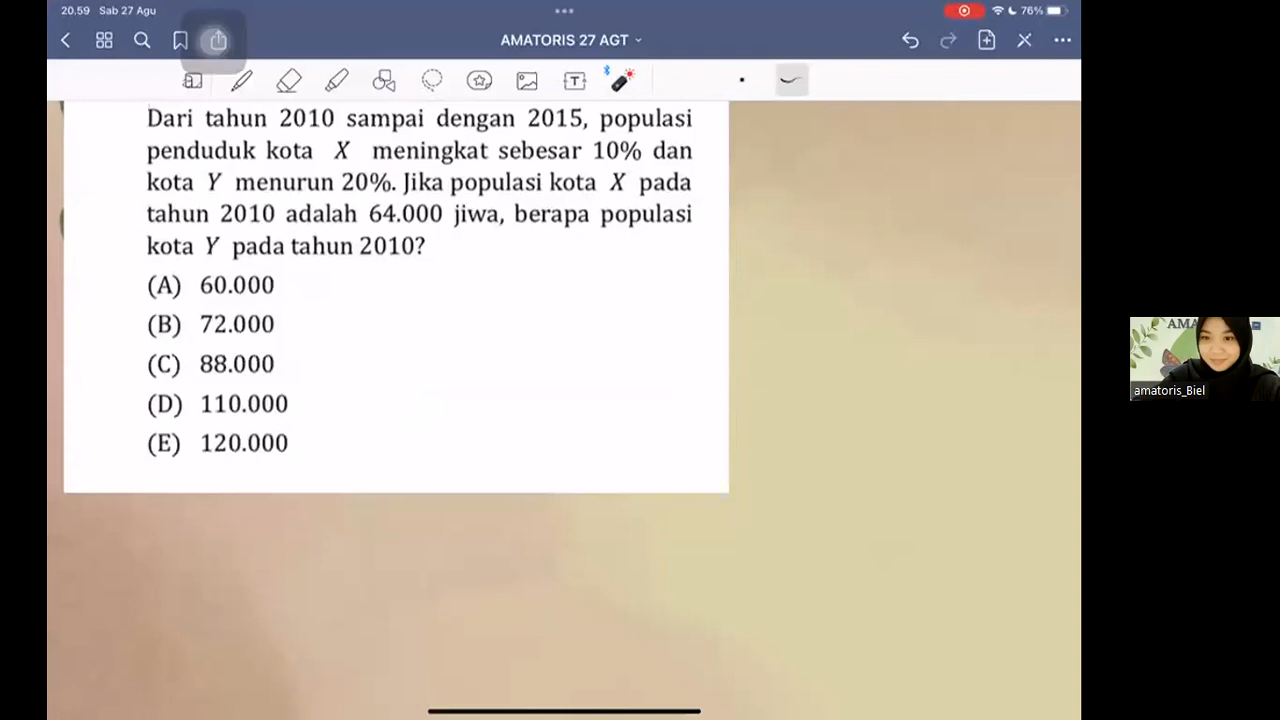 20.59 Sab 27 Agu
76%
AMATORIS 27 AGT
T
Dari tahun 2010 sampai dengan 2015, populasi
penduduk kota X meningkat sebesar 10% dan
kota Y menurun 20%. Jika populasi kota X pada
tahun 2010 adalah 64.000 jiwa, berapa populasi
kota Y pada tahun 2010?
(A) 60.000
(B) 72.000
(C) 88.000
(D) 110.000
(E) 120.000
AMA
amatoris_Biel